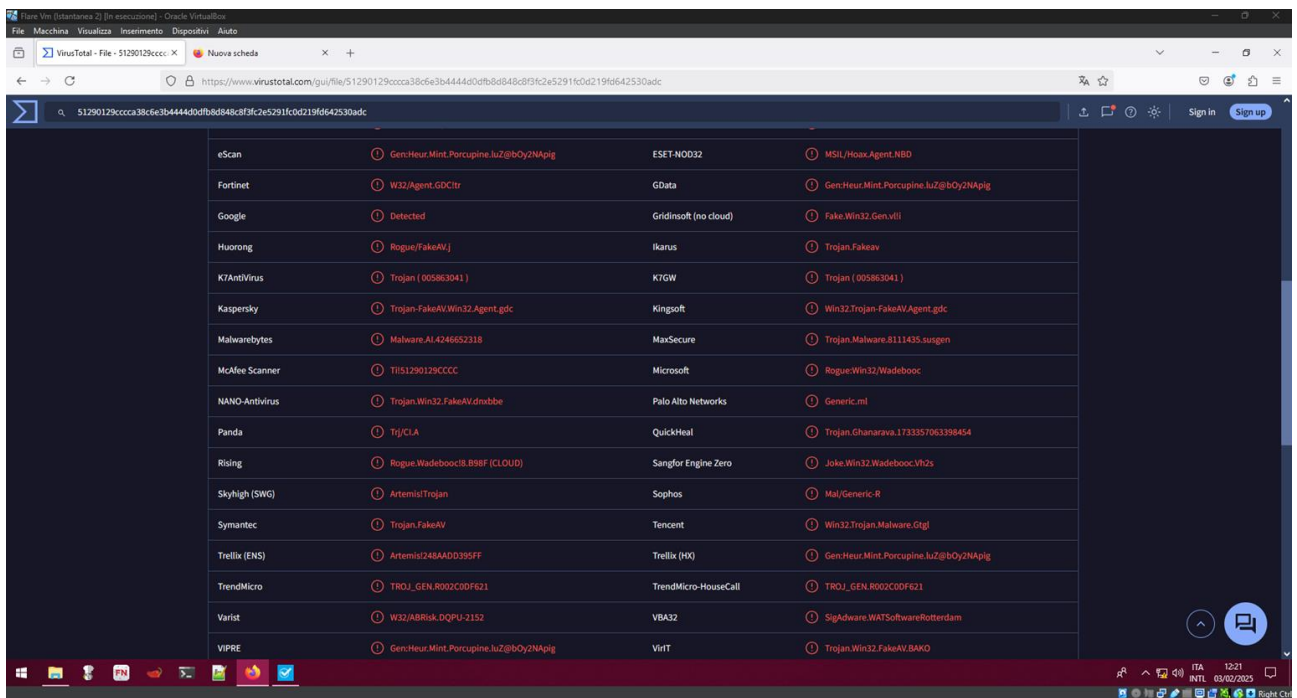 Flare Vm (Istantanea 2) [In esecuzione] - Oracle VirtualBox
File Macchina Visualizza Inserimento Dispositivi Aiuto
VirusTotal - File - 51290129cccc
Nuova scheda
https://www.virustotal.com/gui/file/51290129cccca38c6e3b4444d0dfb8d848c8f3fc2e5291fc0d219fd642530adc
51290129cccca38c6e3b4444d0dfb8d848c8f3fc2e5291fc0d219fd642530adc Sign in Sign up
eScan Gen:Heur.Mint.Porcupine.luZ@bOy2NApig ESET-NOD32 MSIL/Hoax.Agent.NBD
Fortinet W32/Agent.GDC!tr GData Gen:Heur.Mint.Porcupine.luZ@bOy2NApig
Google Detected Gridinsoft (no cloud) Fake.Win32.Gen.vl!i
Huorong Rogue/FakeAV.j Ikarus Trojan.Fakeav
K7AntiVirus Trojan ( 005863041 ) K7GW Trojan ( 005863041 )
Kaspersky Trojan-FakeAV.Win32.Agent.gdc Kingsoft Win32.Trojan-FakeAV.Agent.gdc
Malwarebytes Malware.AI.4246652318 MaxSecure Trojan.Malware.8111435.susgen
McAfee Scanner Ti!51290129CCCC Microsoft Rogue:Win32/Wadebooc
NANO-Antivirus Trojan.Win32.FakeAV.dnxbbe Palo Alto Networks Generic.ml
Panda Trj/CI.A QuickHeal Trojan.Ghanarava.1733357063398454
Rising Rogue.Wadebooc!8.B98F (CLOUD) Sangfor Engine Zero Joke.Win32.Wadebooc.Vh2s
Skyhigh (SWG) Artemis!Trojan Sophos Mal/Generic-R
Symantec Trojan.FakeAV Tencent Win32.Trojan.Malware.Gtgl
Trellix (ENS) Artemis!248AADD395FF Trellix (HX) Gen:Heur.Mint.Porcupine.luZ@bOy2NApig
TrendMicro TROJ_GEN.R002C0DF621 TrendMicro-HouseCall TROJ_GEN.R002C0DF621
Varist W32/ABRisk.DQPU-2152 VBA32 SigAdware.WATSoftwareRotterdam
VIPRE Gen:Heur.Mint.Porcupine.luZ@bOy2NApig VirIT Trojan.Win32.FakeAV.BAKO
FN
ITA 12:21
INTL 03/02/2025
Right Ctrl